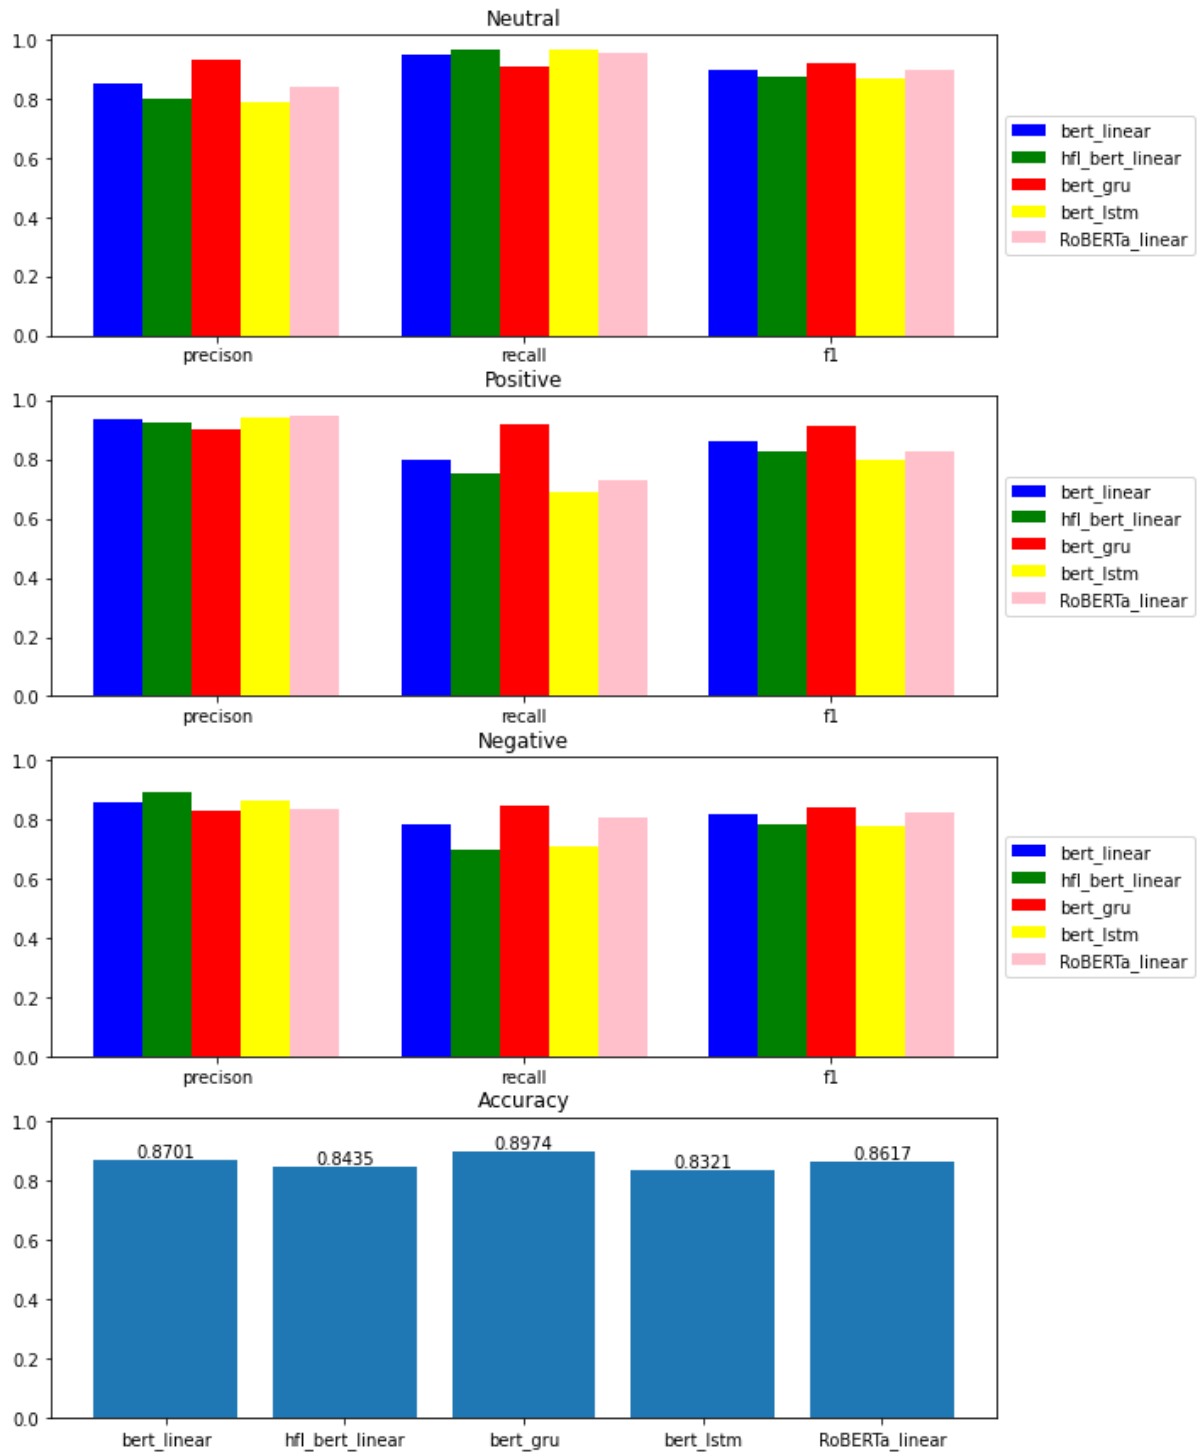 Neutral
1.0
0.8
0.6
0.4
0.2
0.0
precison recall f1
bert_linear
hfl_bert_linear
bert_gru
bert_lstm
RoBERTa_linear
Positive
1.0
0.8
0.6
0.4
0.2
0.0
precison recall f1
bert_linear
hfl_bert_linear
bert_gru
bert_lstm
RoBERTa_linear
Negative
1.0
0.8
0.6
0.4
0.2
0.0
precison recall f1
bert_linear
hfl_bert_linear
bert_gru
bert_lstm
RoBERTa_linear
Accuracy
1.0
0.8
0.6
0.4
0.2
0.0
0.8701 0.8435 0.8974 0.8321 0.8617
bert_linear hfl_bert_linear bert_gru bert_lstm RoBERTa_linear